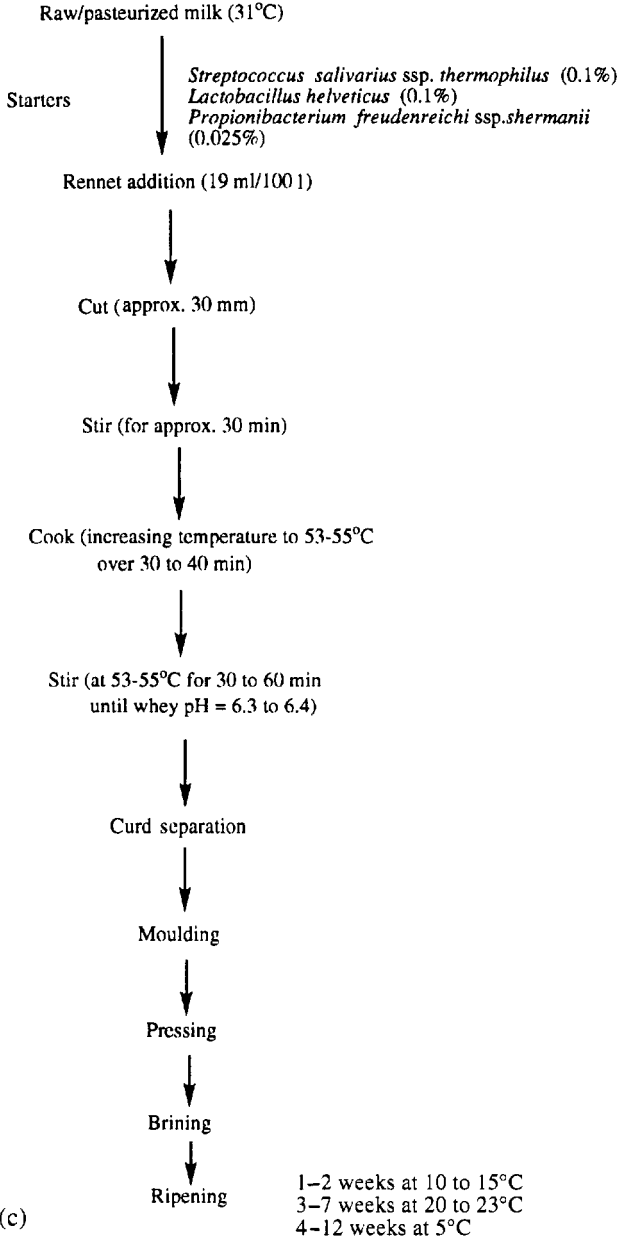 Raw/pasteurized milk (31°C)
Starters
Streptococcus salivarius ssp. thermophilus (0.1%)
Lactobacillus helveticus (0.1%)
Propionibacterium freudenreichi ssp.shermanii
(0.025%)
Rennet addition (19 ml/100 l)
Cut (approx. 30 mm)
Stir (for approx. 30 min)
Cook (increasing temperature to 53-55°C
over 30 to 40 min)
Stir (at 53-55°C for 30 to 60 min
until whey pH = 6.3 to 6.4)
Curd separation
Moulding
Pressing
Brining
Ripening
1–2 weeks at 10 to 15°C
3–7 weeks at 20 to 23°C
4–12 weeks at 5°C
(c)